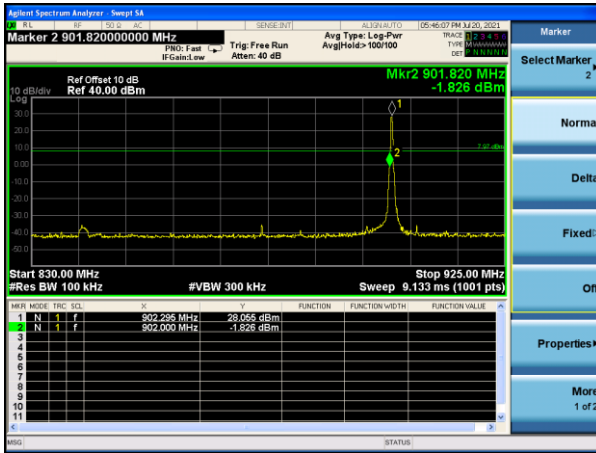 Agilent Spectrum Analyzer - Swept SA
RL RF 50 Ω AC SENSE:INT ALIGNAUTO 05:46:07 PM Jul 20, 2021
Marker 2 901.820000000 MHz
PNO: Fast
IFGain:Low
Trig: Free Run
Atten: 40 dB
Avg Type: Log-Pwr
Avg|Hold:>100/100
TRACE 1 2 3 4 5 6
TYPE M
DET P N N N N N
Ref Offset 10 dB
10 dB/div Ref 40.00 dBm
Log
Mkr2 901.820 MHz
-1.826 dBm
30.0
20.0
10.0
0.00
-10.0
-20.0
-30.0
-40.0
-50.0
1
2
7.97 dBm
Start 830.00 MHz
Stop 925.00 MHz
#Res BW 100 kHz #VBW 300 kHz Sweep 9.133 ms (1001 pts)
MKR MODE TRC SCL X Y FUNCTION FUNCTION WIDTH FUNCTION VALUE
1 N 1 f 902.295 MHz 28.055 dBm
2 N 1 f 902.000 MHz -1.826 dBm
3
4
5
6
7
8
9
10
11
MSG STATUS
Marker
Select Marker
2
Norma
Delta
Fixed
Off
Properties
More
1 of 2